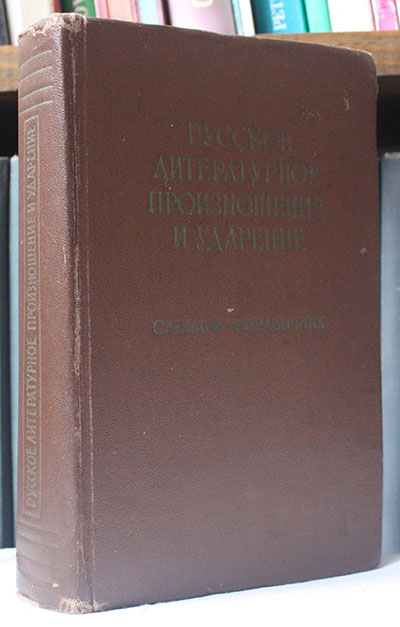 РУССКОЕ
ЛИТЕРАТУРНОЕ
ПРОИЗНОШЕНИЕ
И УДАРЕНИЕ
СЛОВАРЬ-СПРАВОЧНИК
РУССКОЕ ЛИТЕРАТУРНОЕ ПРОИЗНОШЕНИЕ И УДАРЕНИЕ